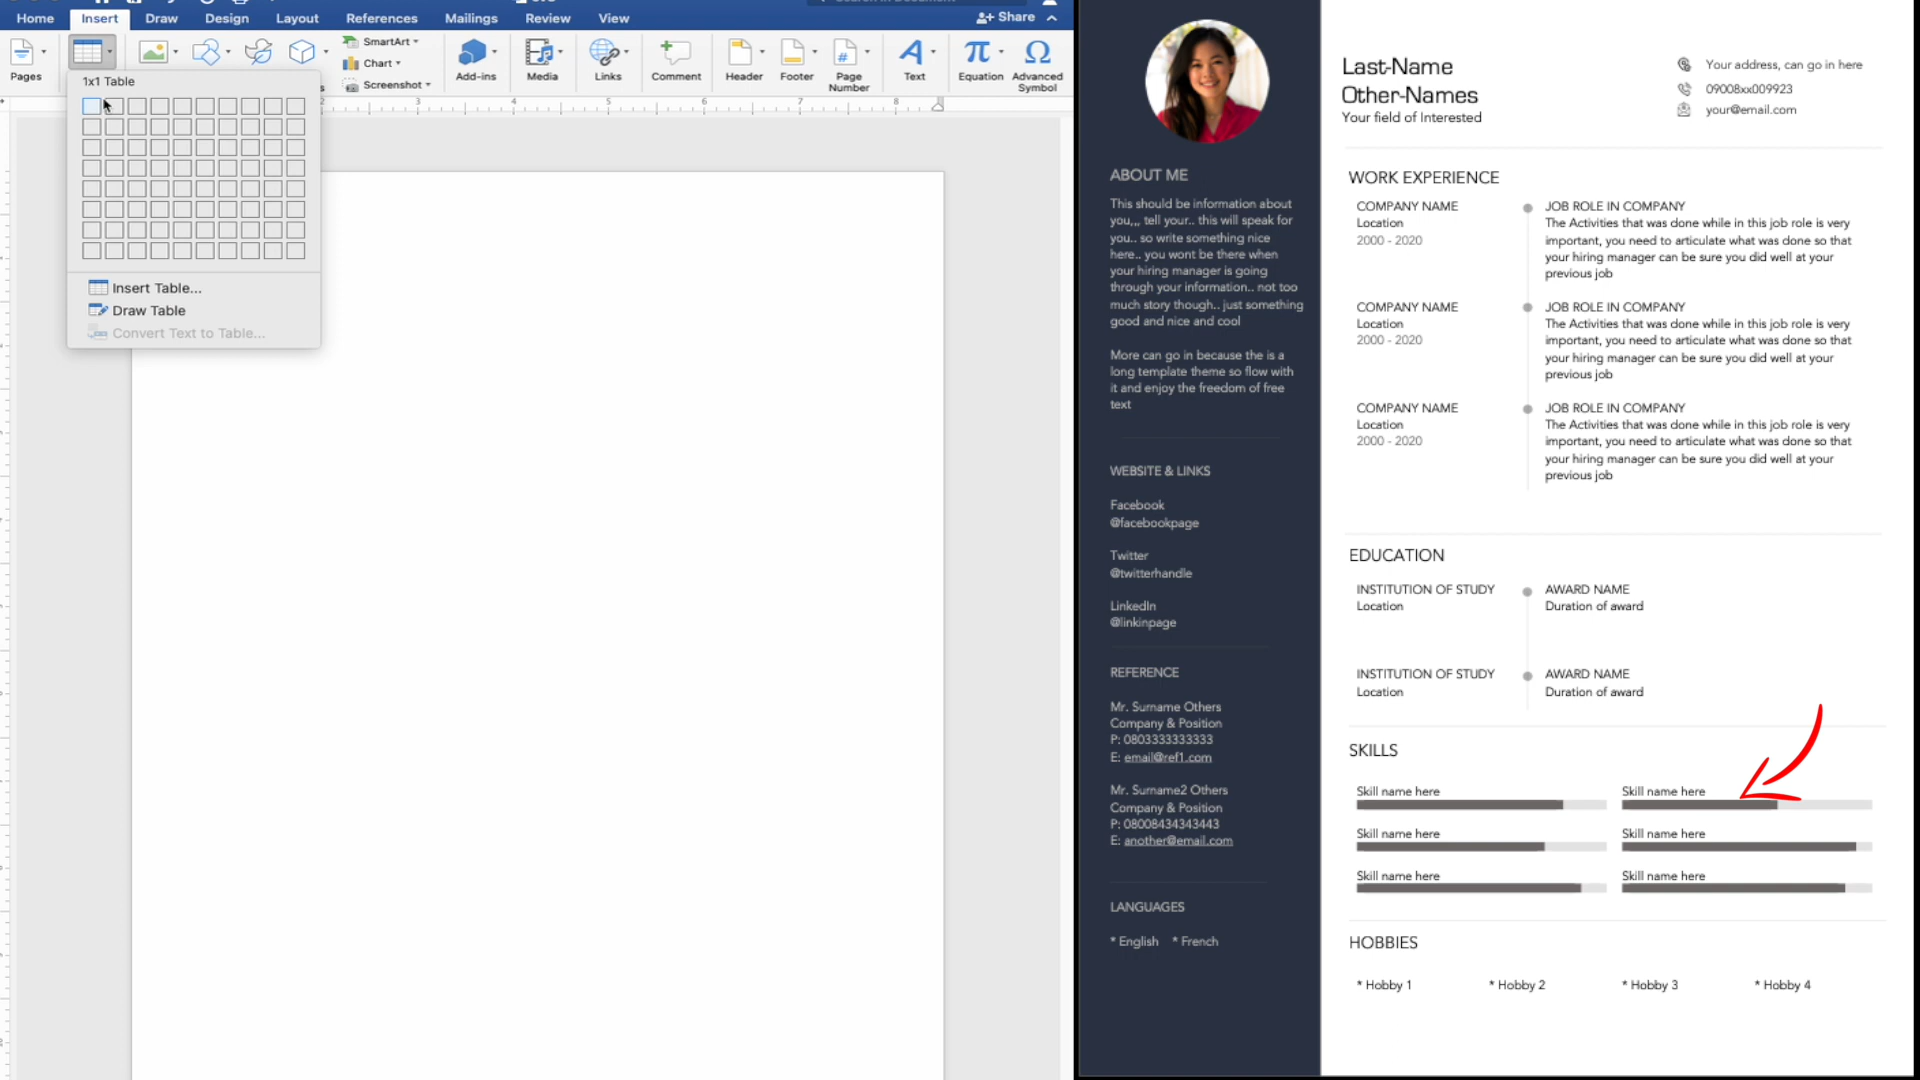 Home Insert Draw Design Layout References Mailings Review View Share
SmartArt
Chart
Screenshot
Pages Add-ins Media Links Comment Header Footer Page Number Text Equation Advanced Symbol
1x1 Table
2 3 4 5 6 7 8
Insert Table...
Draw Table
Convert Text to Table...
Last-Name
Other-Names
Your field of Interested
Your address, can go in here
09008xx009923
your@email.com
ABOUT ME
This should be information about
you,,, tell your.. this will speak for
you.. so write something nice
here.. you wont be there when
your hiring manager is going
through your information.. not too
much story though.. just something
good and nice and cool
More can go in because the is a
long template theme so flow with
it and enjoy the freedom of free
text
WEBSITE & LINKS
Facebook
@facebookpage
Twitter
@twitterhandle
LinkedIn
@linkinpage
REFERENCE
Mr. Surname Others
Company & Position
P: 0803333333333
E: email@ref1.com
Mr. Surname2 Others
Company & Position
P: 08008434343443
E: another@email.com
LANGUAGES
* English * French
WORK EXPERIENCE
COMPANY NAME
Location
2000 - 2020
JOB ROLE IN COMPANY
The Activities that was done while in this job role is very
important, you need to articulate what was done so that
your hiring manager can be sure you did well at your
previous job
COMPANY NAME
Location
2000 - 2020
JOB ROLE IN COMPANY
The Activities that was done while in this job role is very
important, you need to articulate what was done so that
your hiring manager can be sure you did well at your
previous job
COMPANY NAME
Location
2000 - 2020
JOB ROLE IN COMPANY
The Activities that was done while in this job role is very
important, you need to articulate what was done so that
your hiring manager can be sure you did well at your
previous job
EDUCATION
INSTITUTION OF STUDY
Location
AWARD NAME
Duration of award
INSTITUTION OF STUDY
Location
AWARD NAME
Duration of award
SKILLS
Skill name here Skill name here
Skill name here Skill name here
Skill name here Skill name here
HOBBIES
* Hobby 1 * Hobby 2 * Hobby 3 * Hobby 4